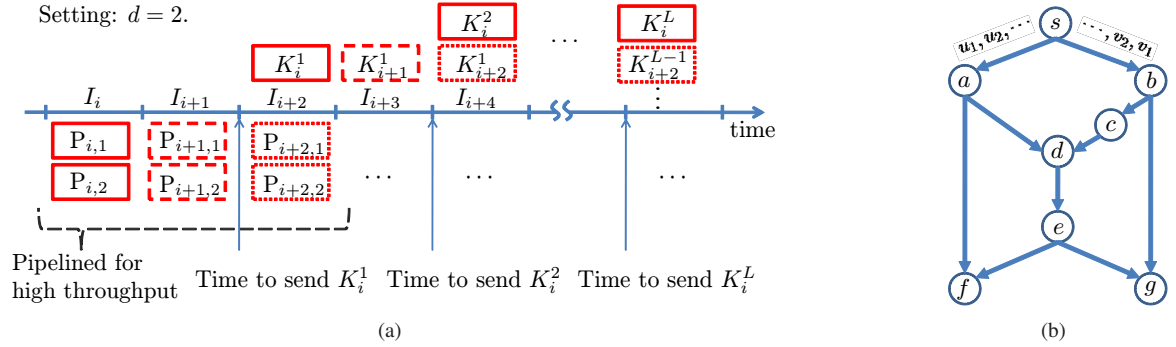 Setting: d = 2.
K_i^2
K_i^L
K_i^1
K_{i+1}^1
K_{i+2}^1
...
K_{i+2}^{L-1}
⋮
I_i
I_{i+1}
I_{i+2}
I_{i+3}
I_{i+4}
time
P_{i,1}
P_{i+1,1}
P_{i+2,1}
P_{i,2}
P_{i+1,2}
P_{i+2,2}
...
...
...
Pipelined for
high throughput
Time to send K_i^1
Time to send K_i^2
Time to send K_i^L
(a)
s
u_1, u_2, ...
..., v_2, v_1
a
b
c
d
e
f
g
(b)